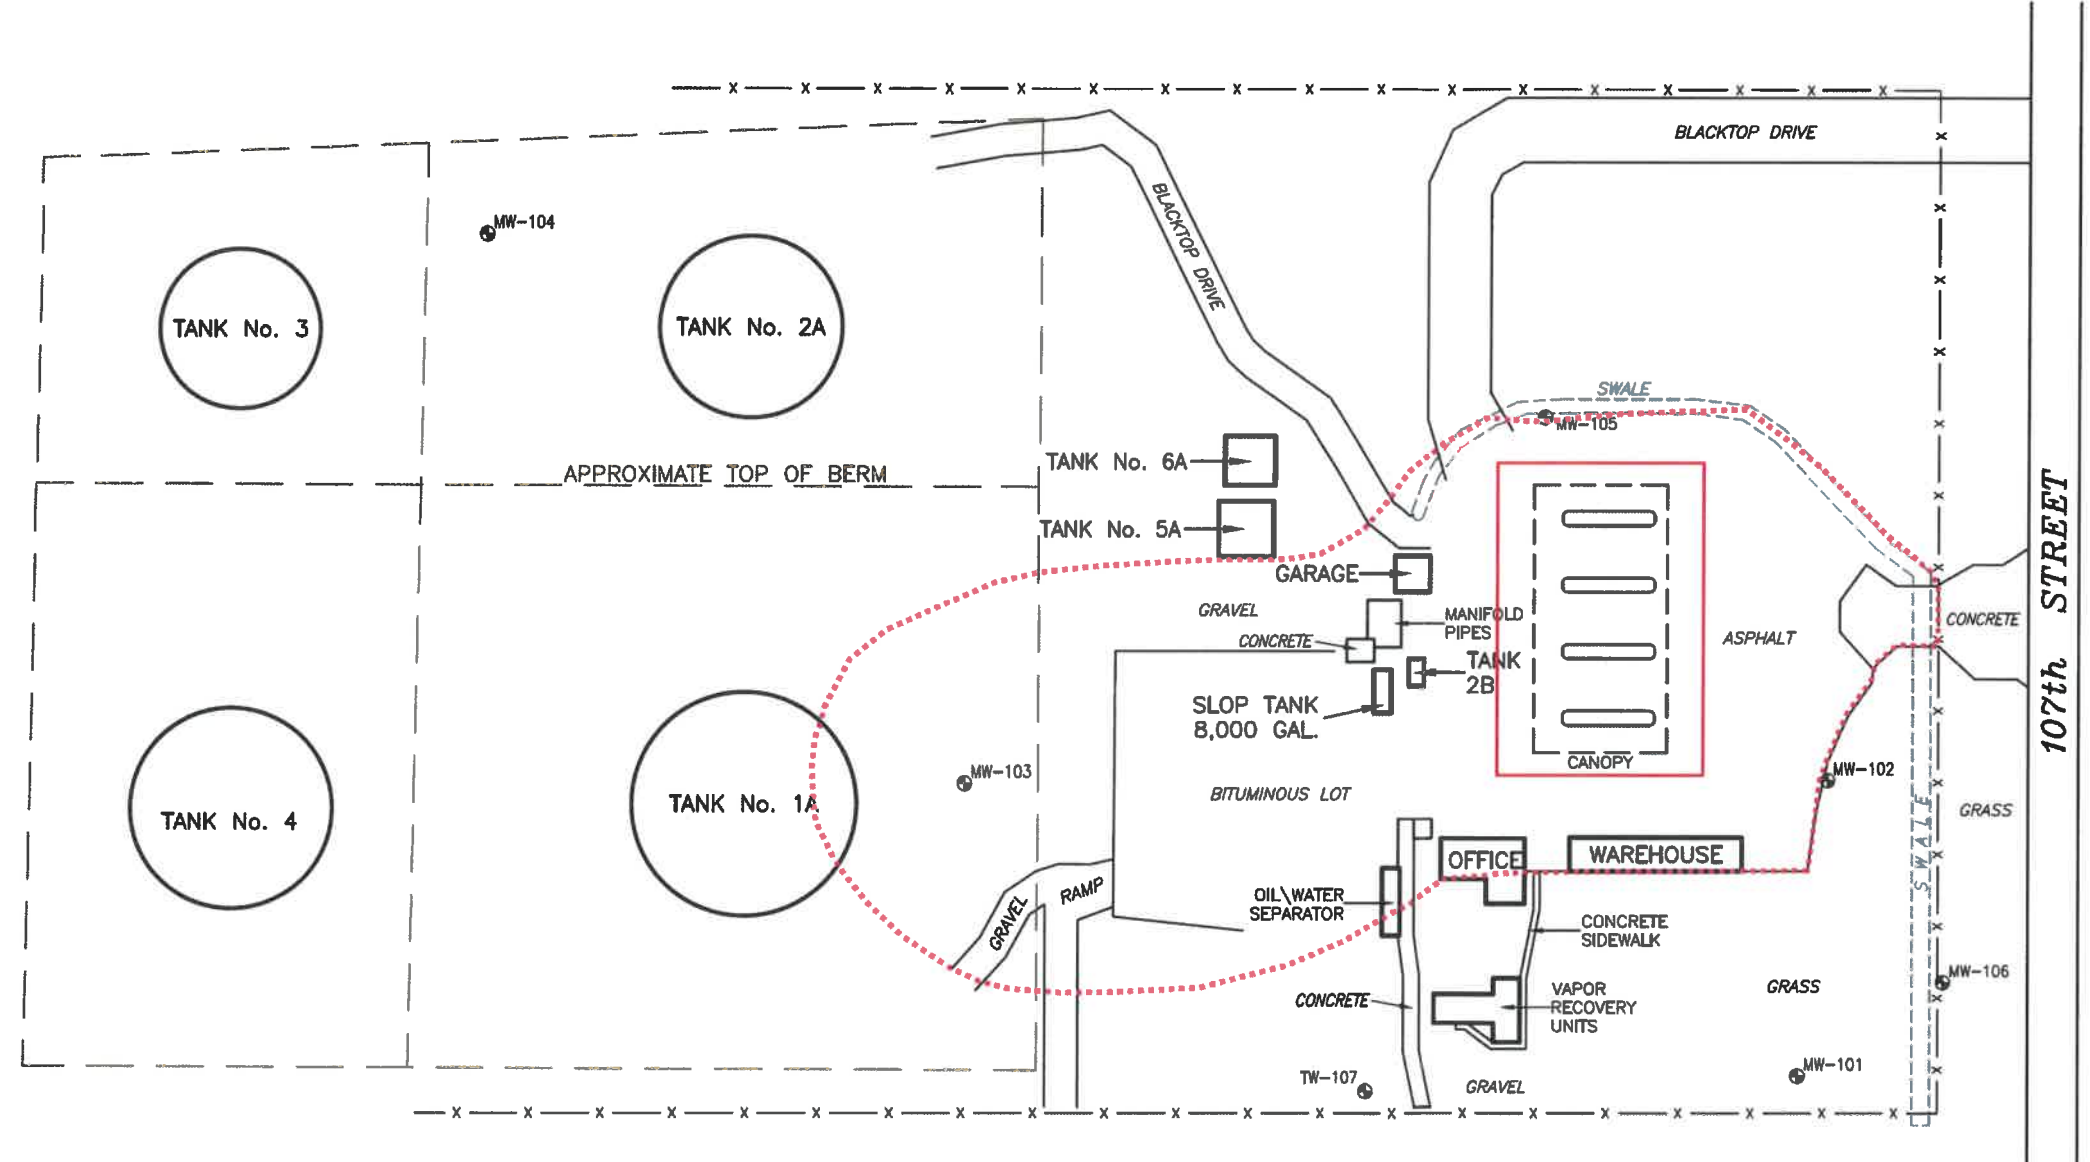 BLACKTOP DRIVE
BLACKTOP DRIVE
MW-104
TANK No. 3
TANK No. 2A
SWALE
MW-105
TANK No. 6A
APPROXIMATE TOP OF BERM
TANK No. 5A
GARAGE
GRAVEL
MANIFOLD
PIPES
CONCRETE
TANK
2B
ASPHALT
CONCRETE
107th STREET
SLOP TANK
8,000 GAL.
CANOPY
MW-103
MW-102
BITUMINOUS LOT
TANK No. 1A
TANK No. 4
GRASS
SWALE
OFFICE
WAREHOUSE
RAMP
GRAVEL
OIL\WATER
SEPARATOR
CONCRETE
SIDEWALK
MW-106
GRASS
VAPOR
RECOVERY
UNITS
CONCRETE
TW-107
GRAVEL
MW-101